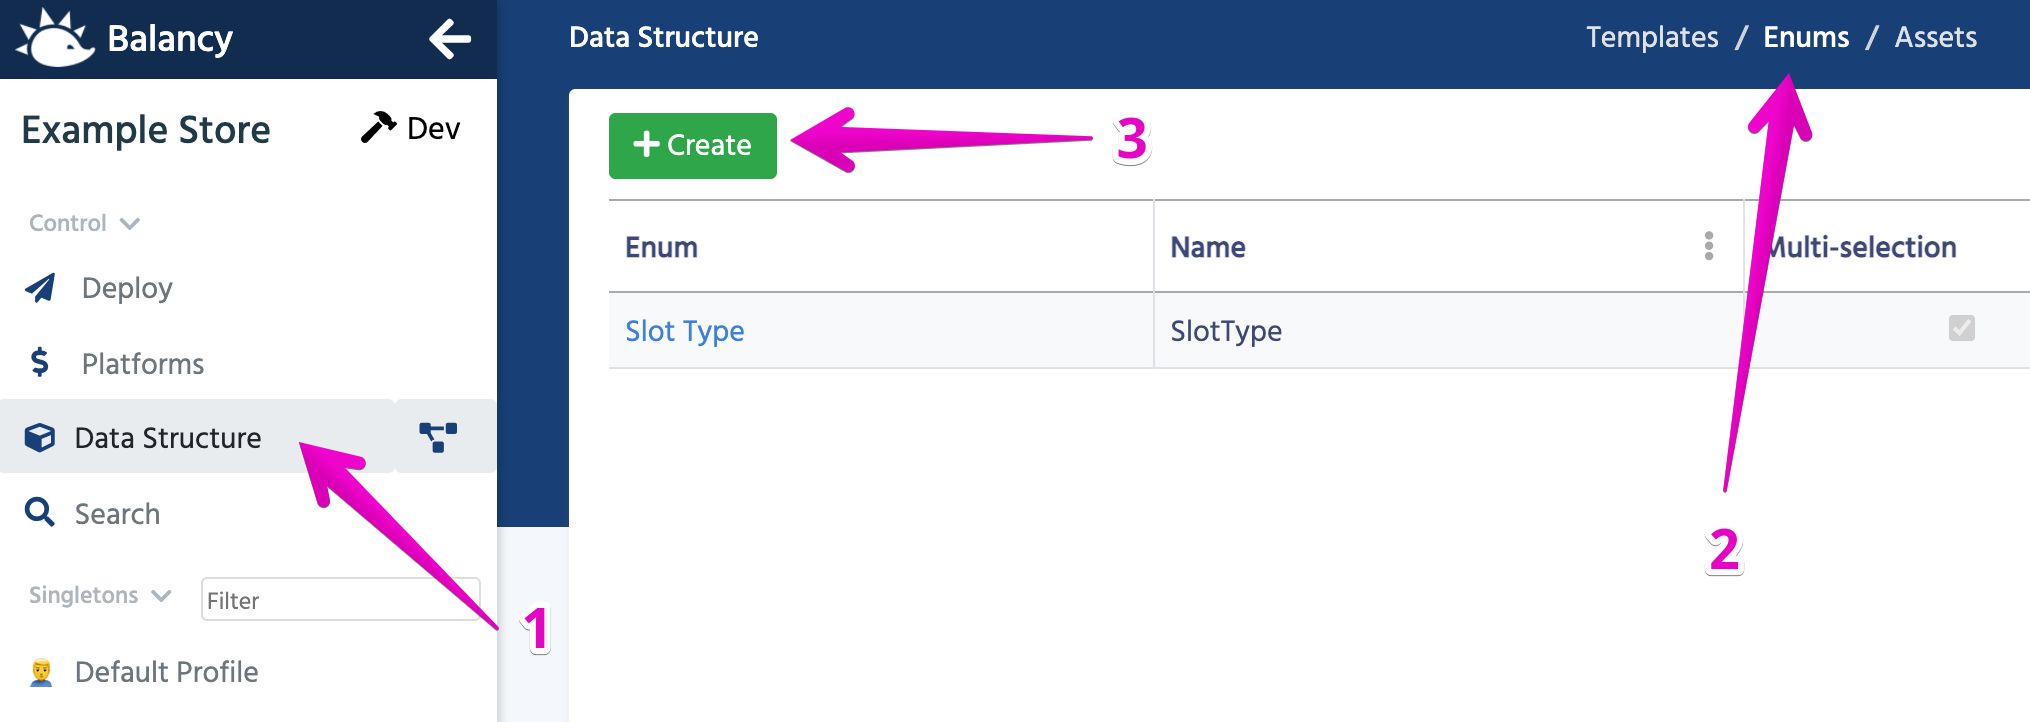 Balancy
Data Structure
Templates / Enums / Assets
Example Store
Dev
Create
3
Control
Enum
Name
Multi-selection
Deploy
Slot Type
SlotType
Platforms
Data Structure
Search
2
Singletons
Filter
1
Default Profile